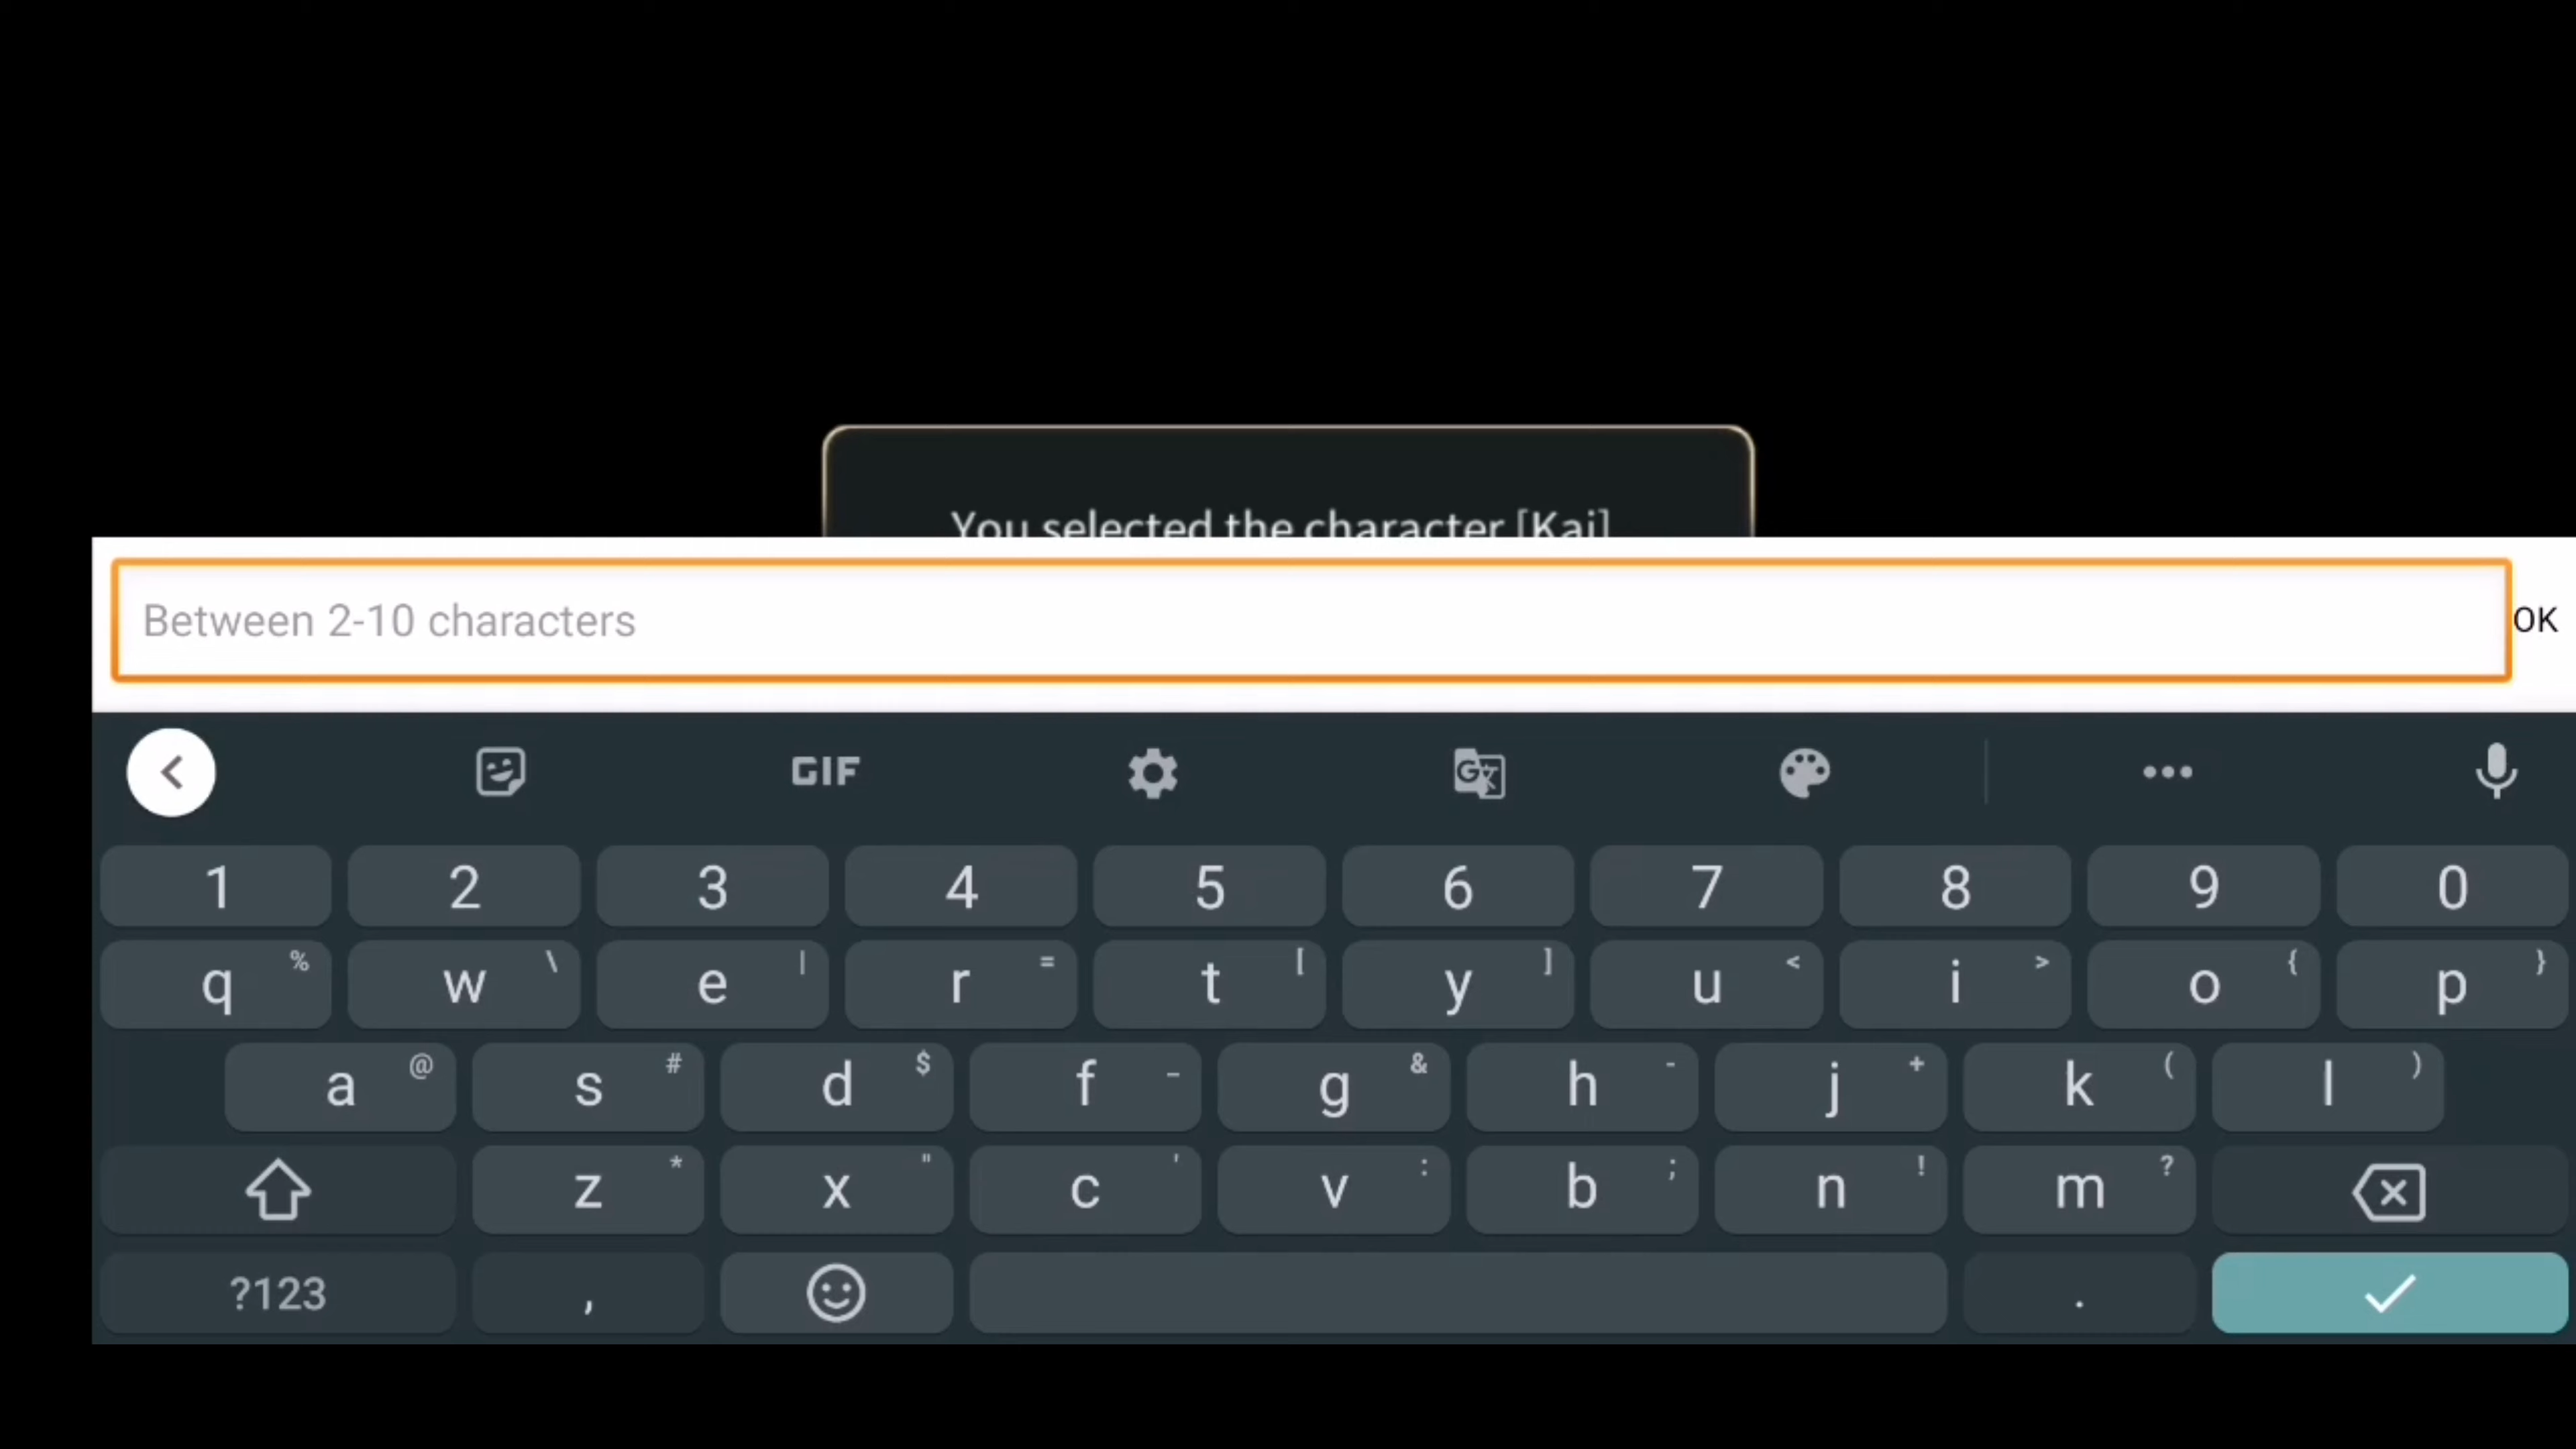 You selected the character [Kai]
Between 2-10 characters
OK
GIF
G
1 2 3 4 5 6 7 8 9 0
q % w \ e | r = t [ y ] u < i > o { p }
a @ s # d $ f _ g & h - j + k ( l )
z * x " c ' v : b ; n ! m ?
?123 , .